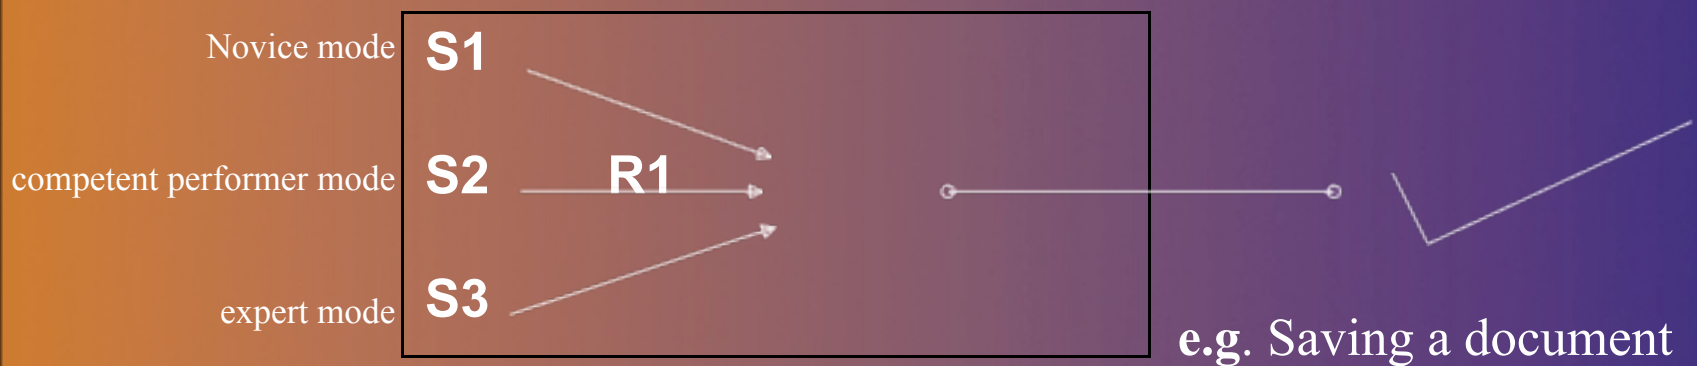 Novice mode
S1
competent performer mode
S2
R1
expert mode
S3
e.g. Saving a document